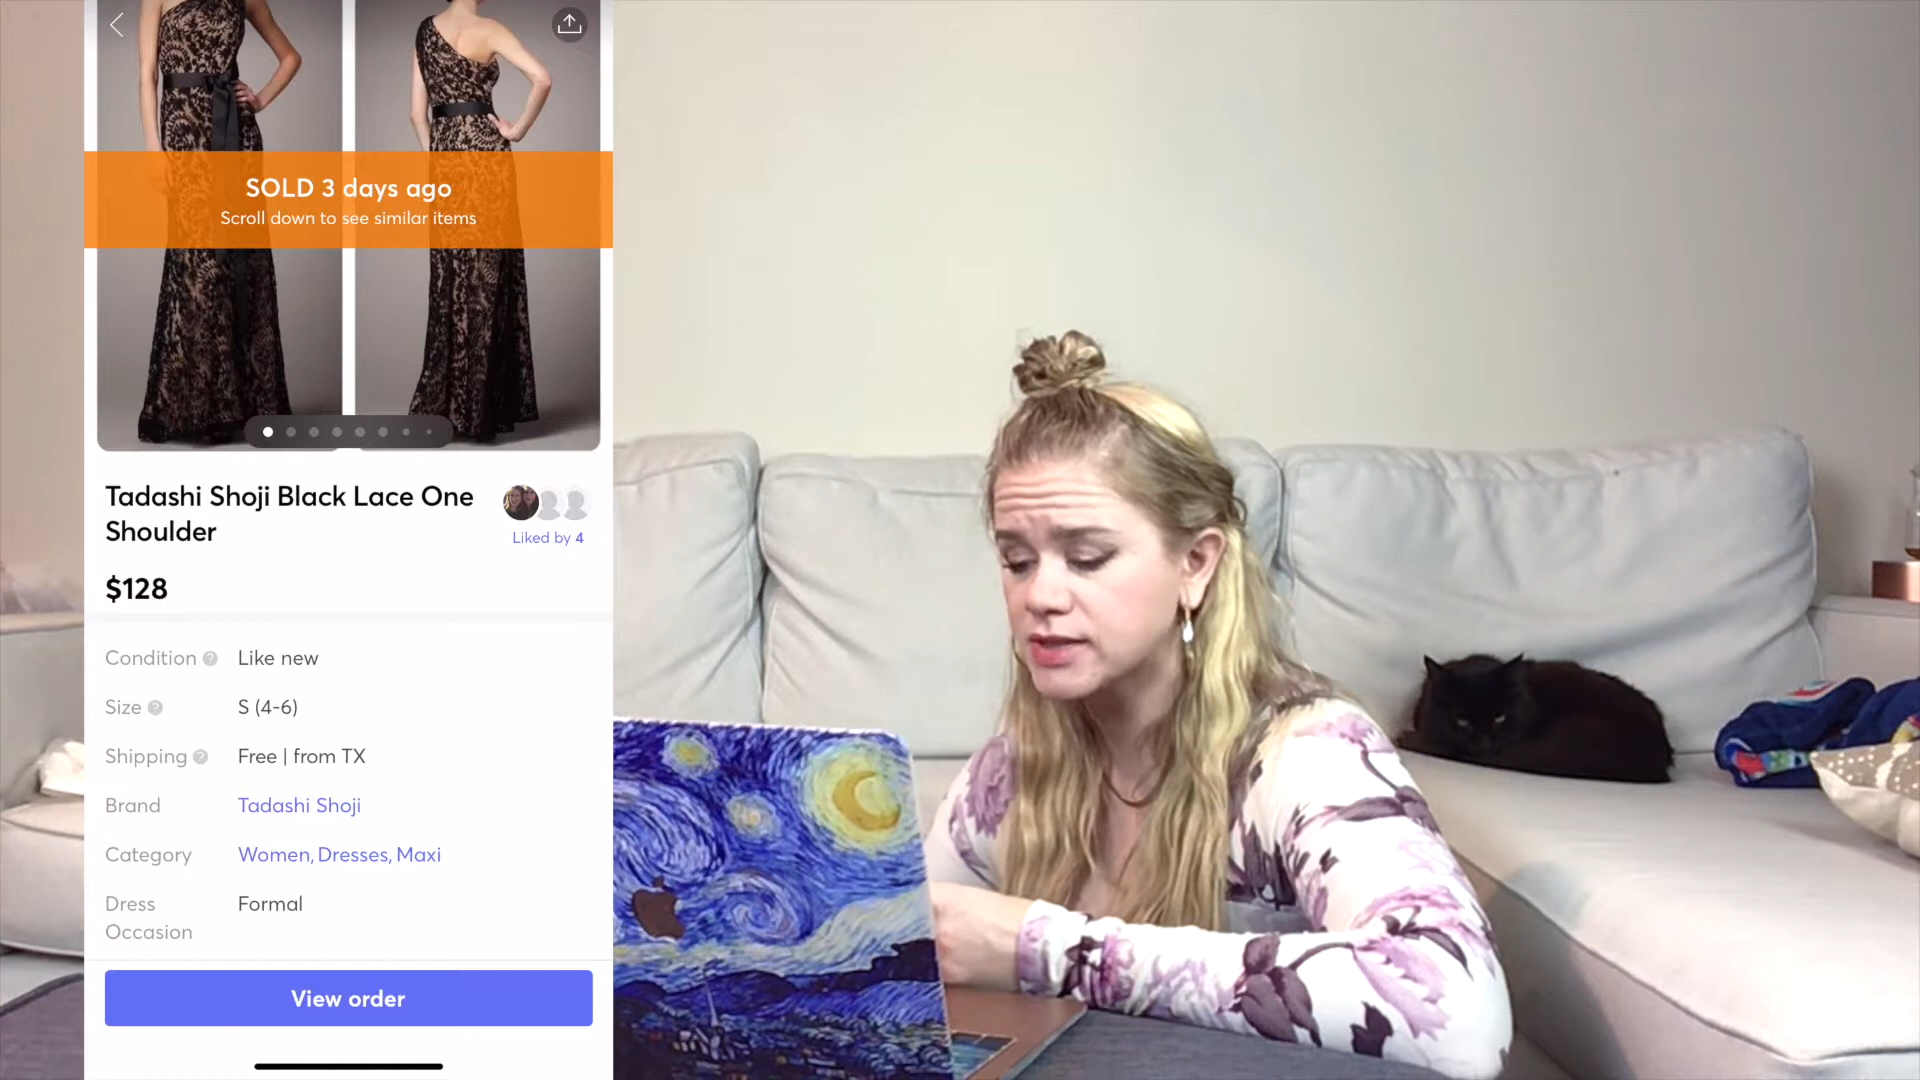 SOLD 3 days ago
Scroll down to see similar items
Tadashi Shoji Black Lace One
Shoulder
Liked by 4
$128
Condition ? Like new
Size ? S (4-6)
Shipping ? Free | from TX
Brand Tadashi Shoji
Category Women, Dresses, Maxi
Dress Formal
Occasion
View order